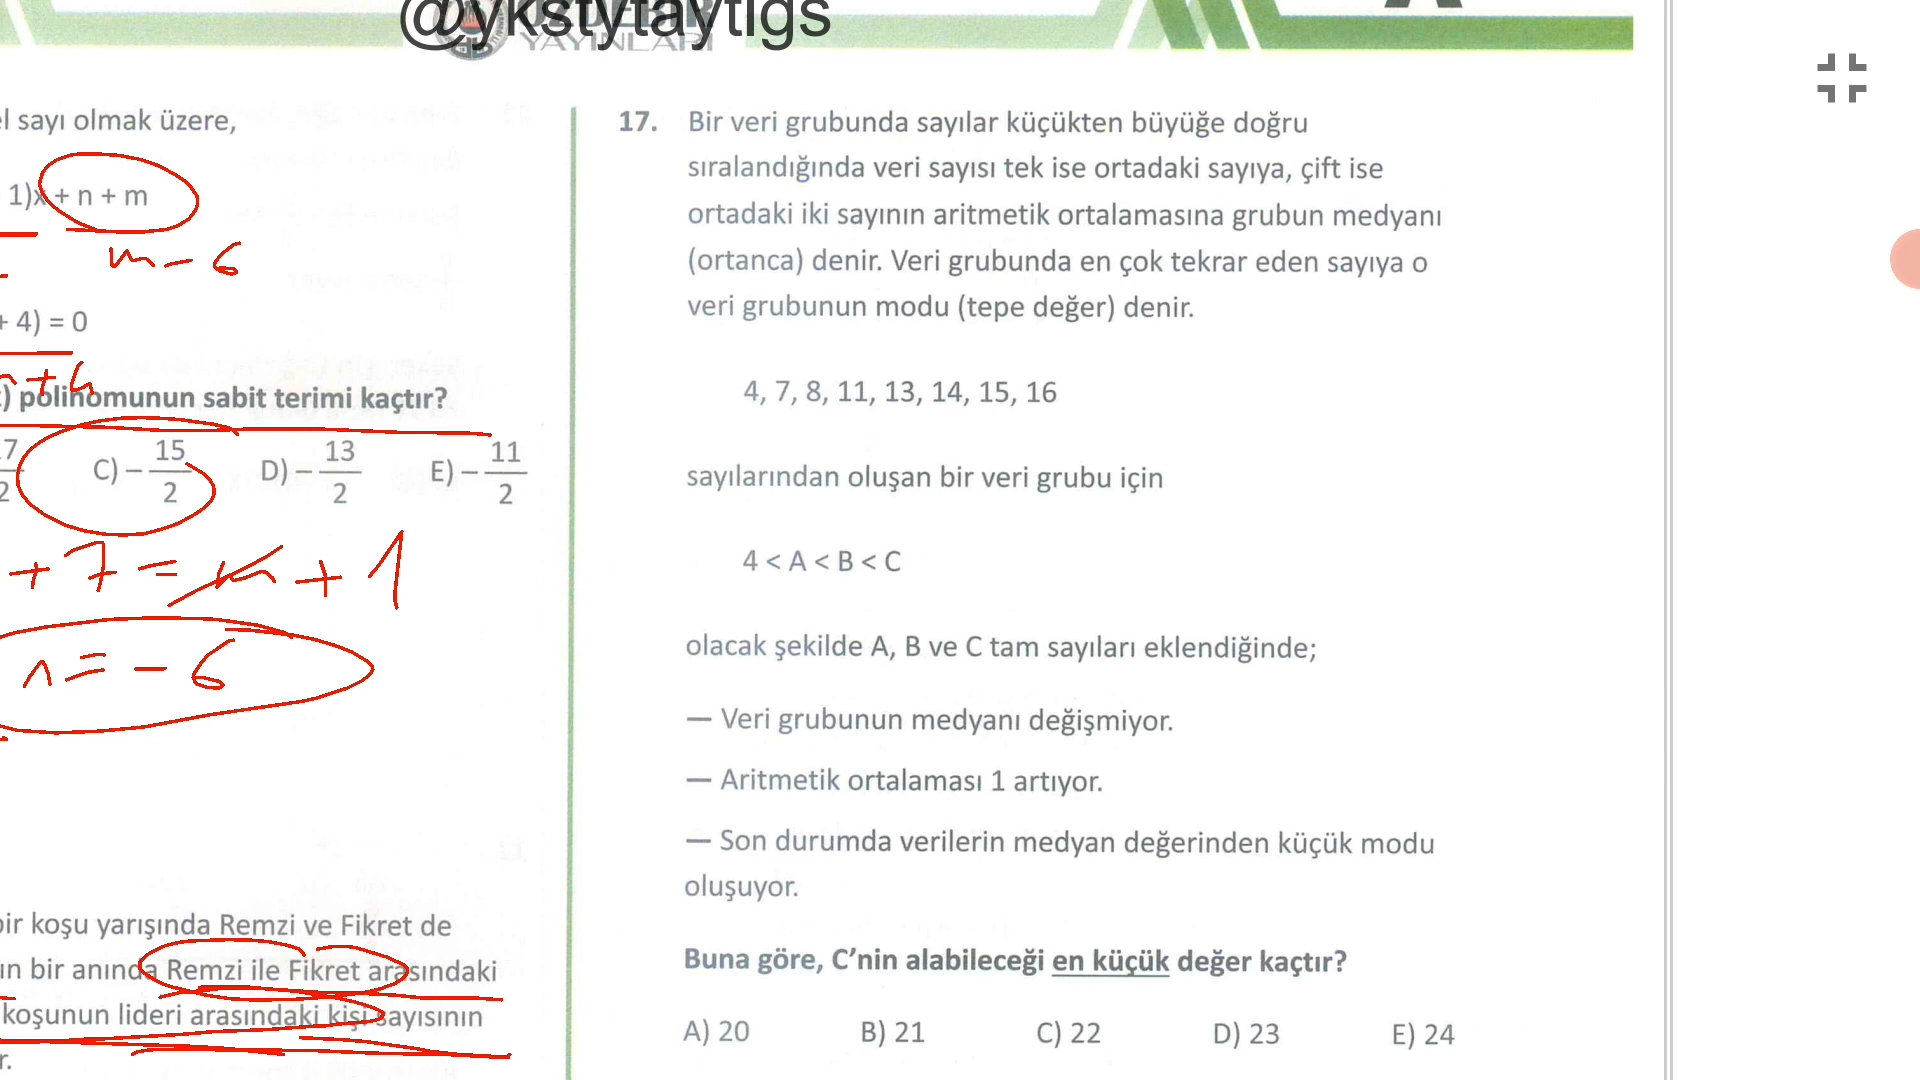 @ykstytaytlgs
YAYINLARI
el sayı olmak üzere,
1)x + n + m
m - 6
+ 4) = 0
) polinomunun sabit terimi kaçtır?
C) - 15/2 D) - 13/2 E) - 11/2
+ 7 = m + 1
n = - 6
bir koşu yarışında Remzi ve Fikret de
ın bir anında Remzi ile Fikret arasındaki
koşunun lideri arasındaki kişi sayısının
r.
17. Bir veri grubunda sayılar küçükten büyüğe doğru
sıralandığında veri sayısı tek ise ortadaki sayıya, çift ise
ortadaki iki sayının aritmetik ortalamasına grubun medyanı
(ortanca) denir. Veri grubunda en çok tekrar eden sayıya o
veri grubunun modu (tepe değer) denir.
4, 7, 8, 11, 13, 14, 15, 16
sayılarından oluşan bir veri grubu için
4 < A < B < C
olacak şekilde A, B ve C tam sayıları eklendiğinde;
— Veri grubunun medyanı değişmiyor.
— Aritmetik ortalaması 1 artıyor.
— Son durumda verilerin medyan değerinden küçük modu
oluşuyor.
Buna göre, C'nin alabileceği en küçük değer kaçtır?
A) 20 B) 21 C) 22 D) 23 E) 24